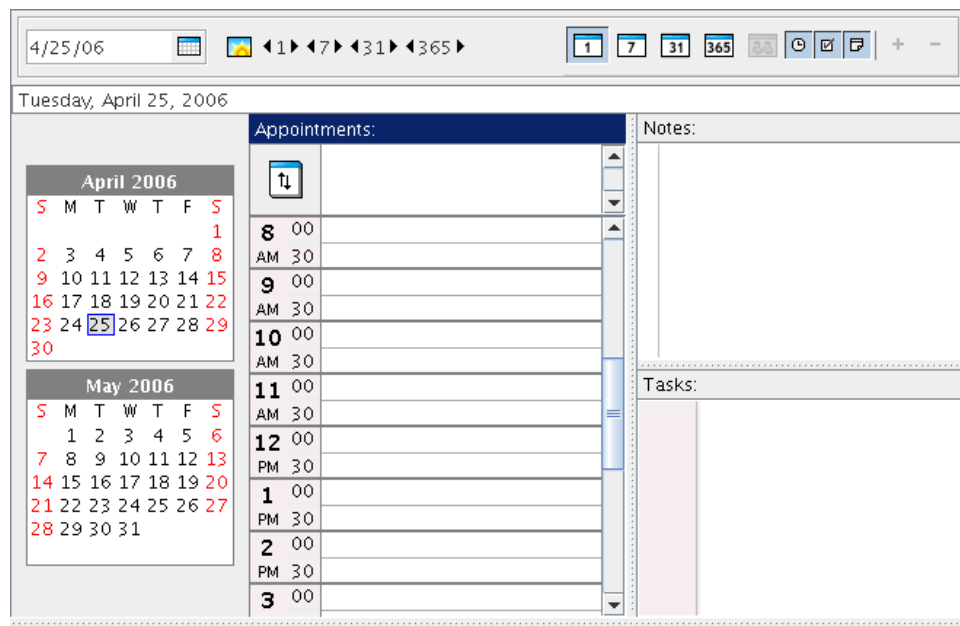 4/25/06 1 7 31 365 1 7 31 365 + -
Tuesday, April 25, 2006
Appointments:
Notes:
April 2006
S M T W T F S
1
2 3 4 5 6 7 8
9 10 11 12 13 14 15
16 17 18 19 20 21 22
23 24 25 26 27 28 29
30
May 2006
S M T W T F S
1 2 3 4 5 6
7 8 9 10 11 12 13
14 15 16 17 18 19 20
21 22 23 24 25 26 27
28 29 30 31
8 00
AM 30
9 00
AM 30
10 00
AM 30
11 00
AM 30
12 00
PM 30
1 00
PM 30
2 00
PM 30
3 00
Tasks: